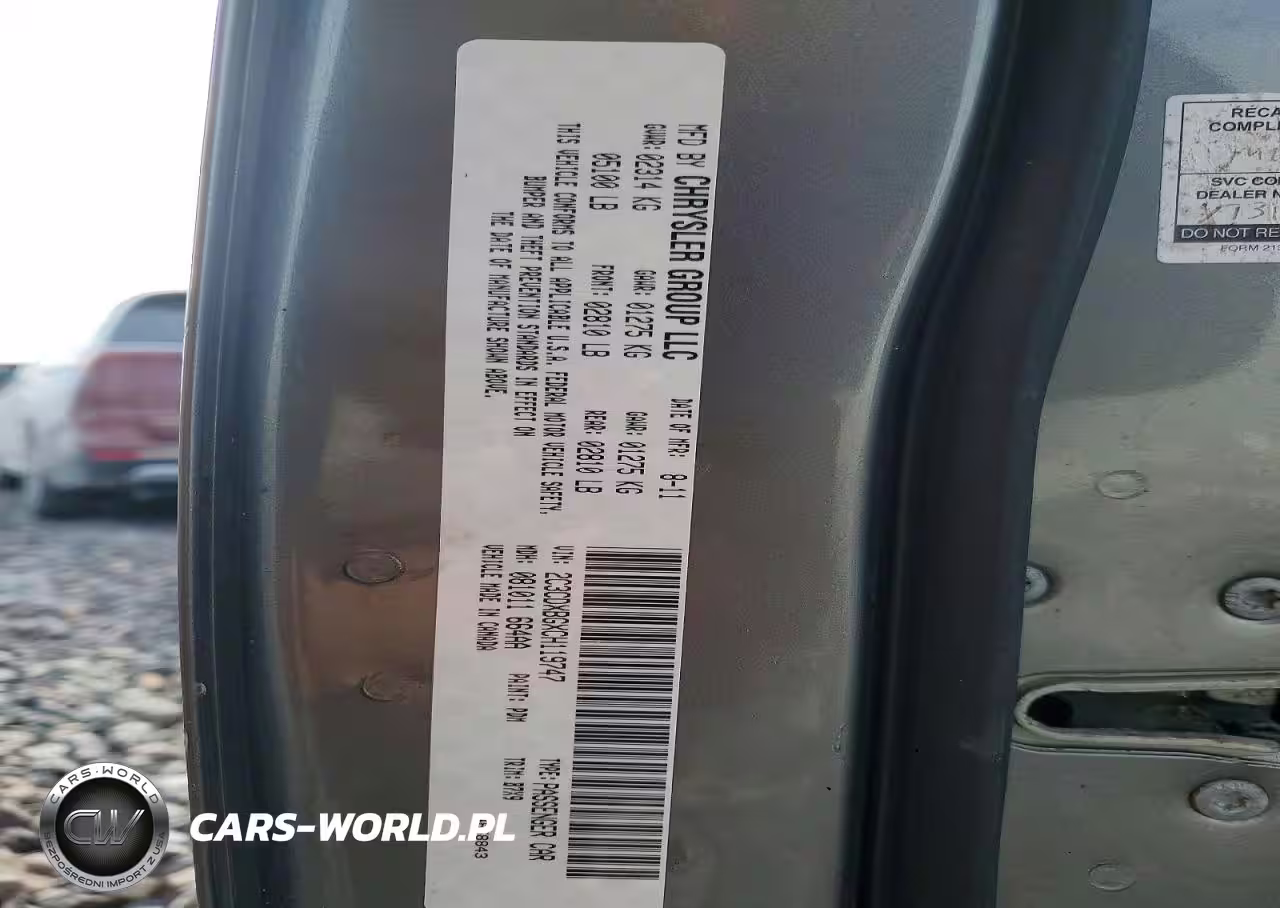 MFD BY CHRYSLER GROUP LLC DATE OF MFR: 8-11
GVWR: 02314 KG GAWR: 01275 KG GAWR: 01275 KG
05100 LB FRONT: 02810 LB REAR: 02810 LB
THIS VEHICLE CONFORMS TO ALL APPLICABLE U.S.A. FEDERAL MOTOR VEHICLE SAFETY,
BUMPER AND THEFT PREVENTION STANDARDS IN EFFECT ON
THE DATE OF MANUFACTURE SHOWN ABOVE.
VIN: 2C3CDXBGXCH119747 TYPE: PASSENGER CAR
MDH: 081011 664AA PAINT: PDM TRIM: B7X9
VEHICLE MADE IN CANADA
8843
RECA
COMPLE
SVC CO
DEALER N
DO NOT RE
FORM 21
CARS-WORLD
CW
BEZPOŚREDNI IMPORT Z USA
CARS-WORLD.PL